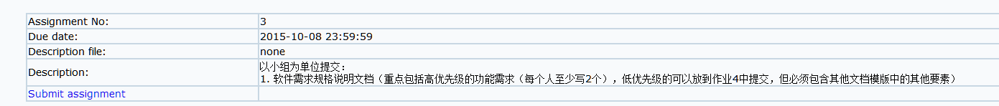 Assignment No: 3
Due date: 2015-10-08 23:59:59
Description file: none
Description: 以小组为单位提交:
1. 软件需求规格说明文档（重点包括高优先级的功能需求（每个人至少写2个），低优先级的可以放到作业4中提交，但必须包含其他文档模版中的其他要素）
Submit assignment